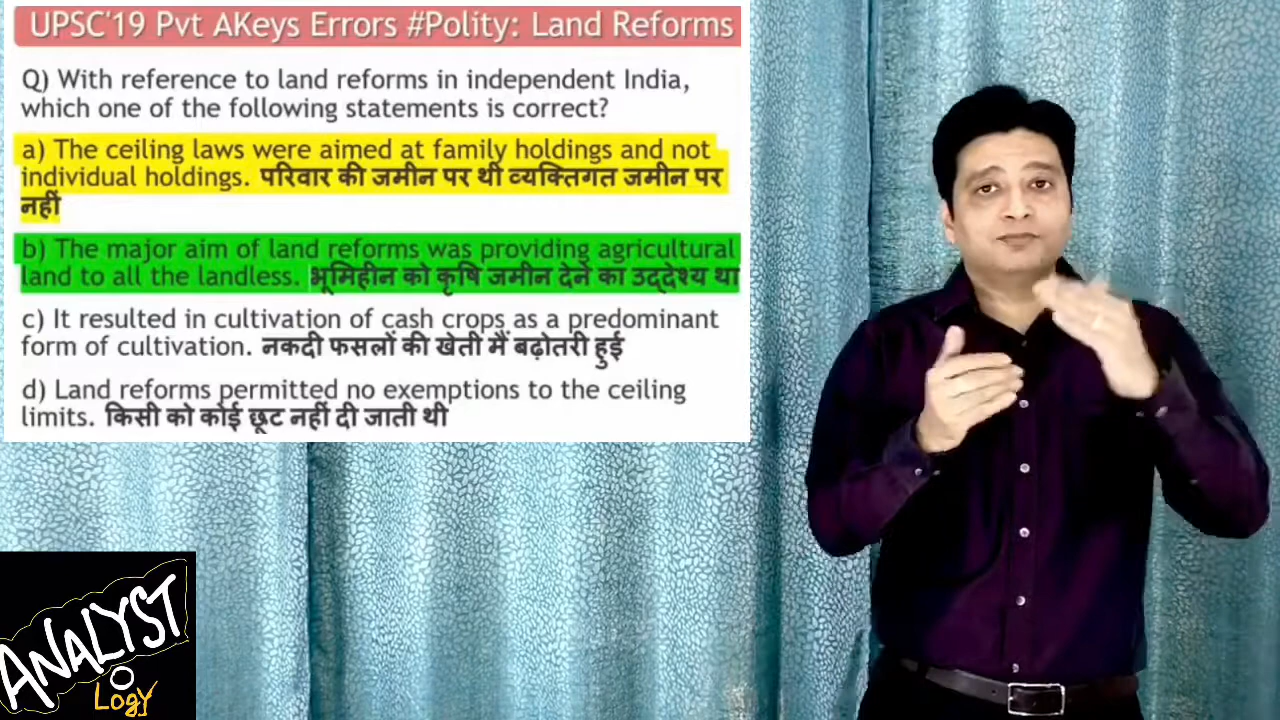 UPSC'19 Pvt AKeys Errors #Polity: Land Reforms
Q) With reference to land reforms in independent India,
which one of the following statements is correct?
a) The ceiling laws were aimed at family holdings and not
individual holdings. परिवार की जमीन पर थी व्यक्तिगत जमीन पर
नहीं
b) The major aim of land reforms was providing agricultural
land to all the landless. भूमिहीन को कृषि जमीन देने का उद्देश्य था
c) It resulted in cultivation of cash crops as a predominant
form of cultivation. नकदी फसलों की खेती में बढ़ोतरी हुई
d) Land reforms permitted no exemptions to the ceiling
limits. किसी को कोई छूट नहीं दी जाती थी
ANALYST
O
LOGY